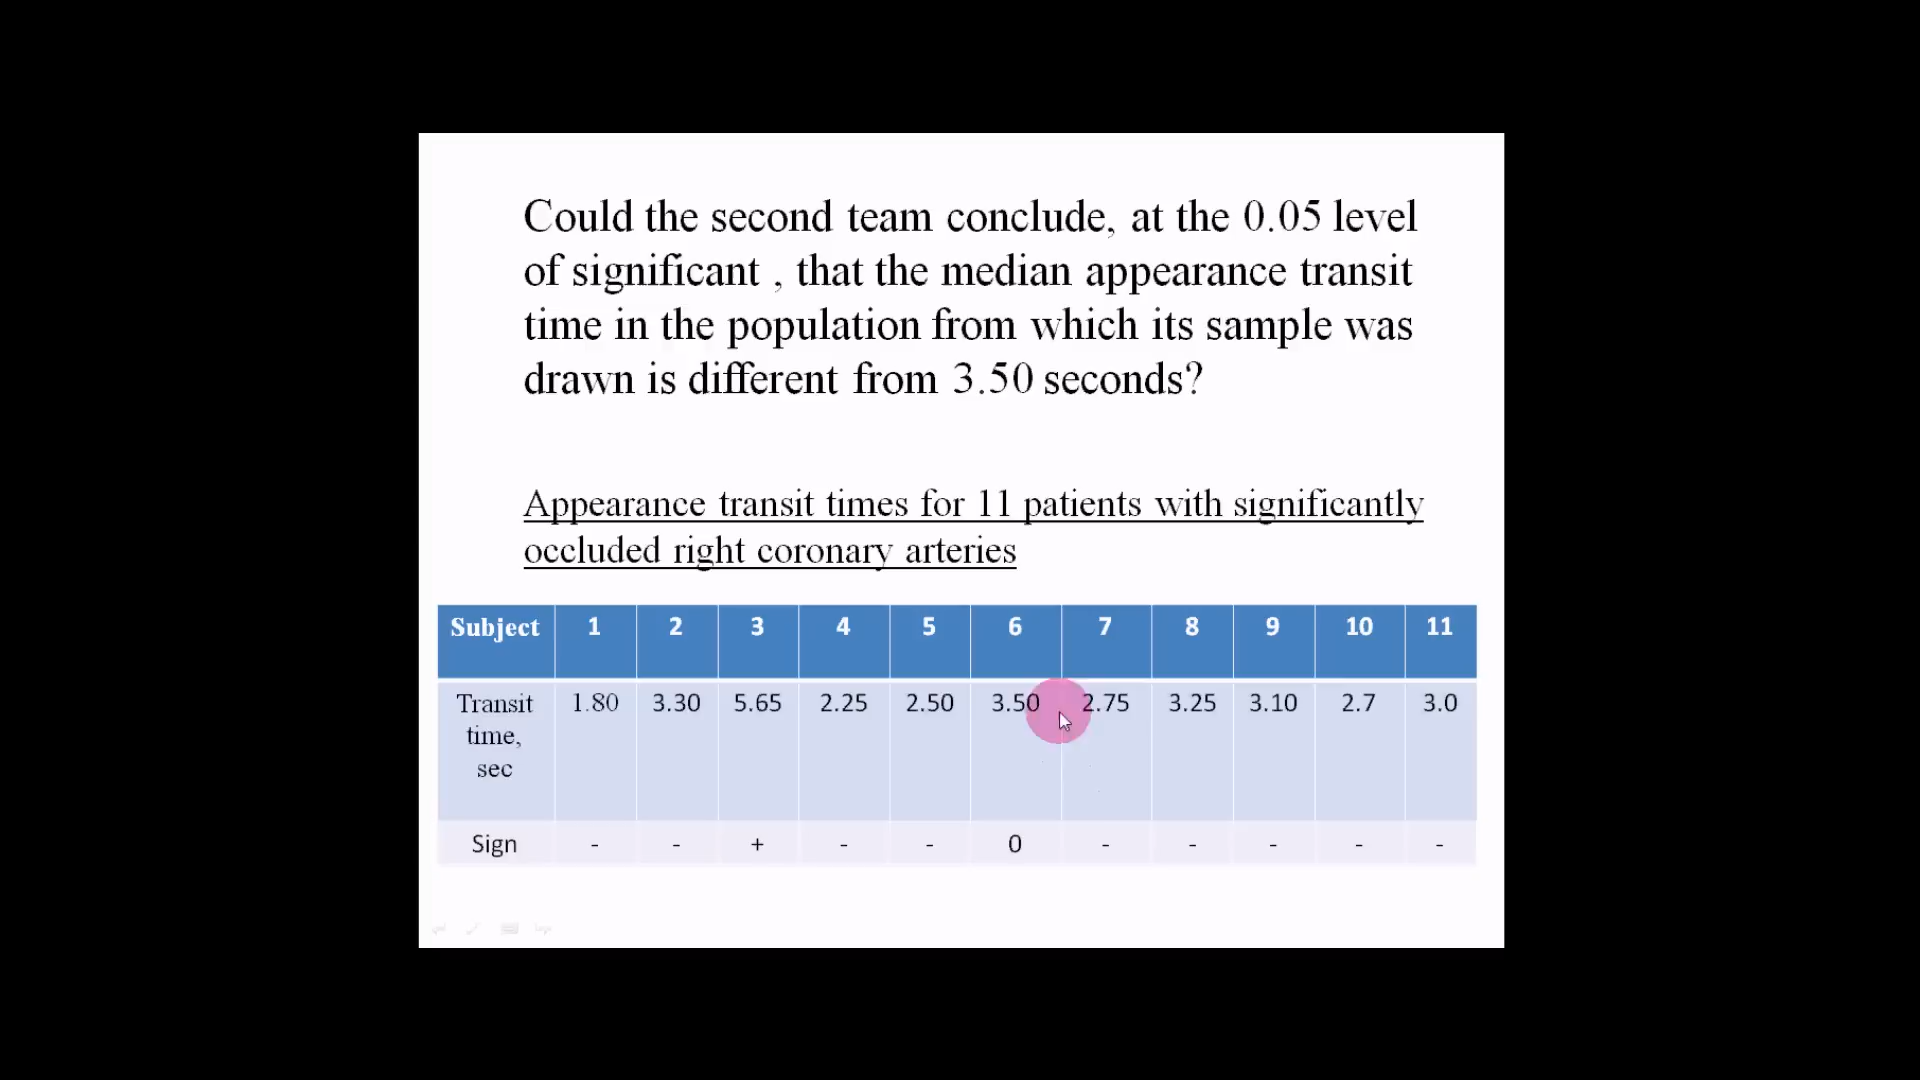 Could the second team conclude, at the 0.05 level
of significant , that the median appearance transit
time in the population from which its sample was
drawn is different from 3.50 seconds?
Appearance transit times for 11 patients with significantly
occluded right coronary arteries
Subject 1 2 3 4 5 6 7 8 9 10 11
Transit time, sec 1.80 3.30 5.65 2.25 2.50 3.50 2.75 3.25 3.10 2.7 3.0
Sign - - + - - 0 - - - - -